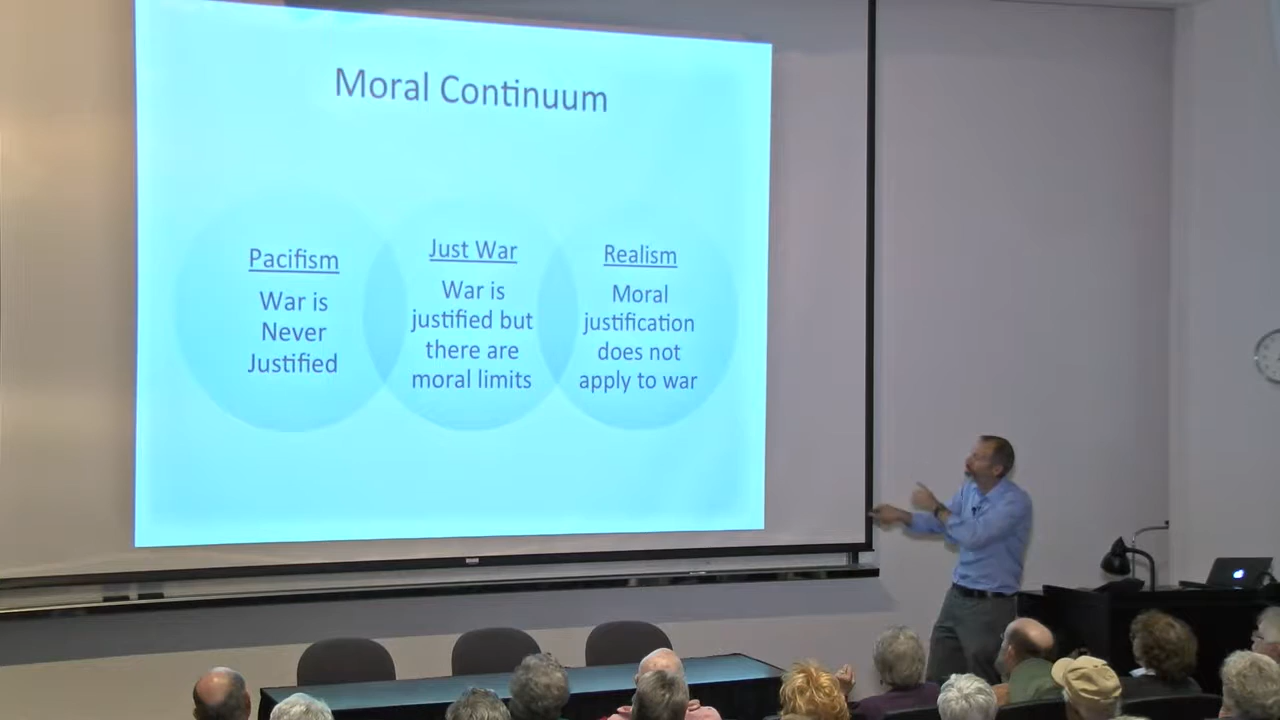 Moral Continuum
Pacifism
War is
Never
Justified
Just War
War is
justified but
there are
moral limits
Realism
Moral
justification
does not
apply to war